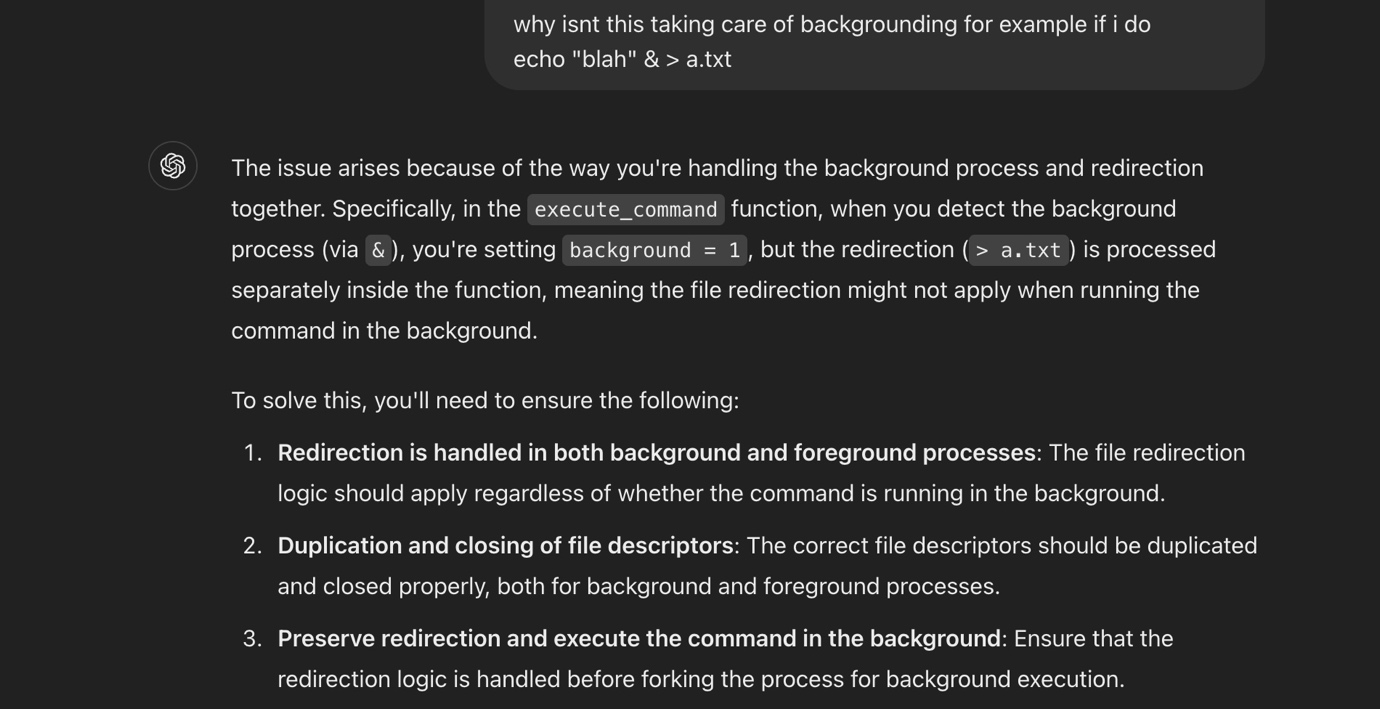 why isnt this taking care of backgrounding for example if i do
echo "blah" & > a.txt
The issue arises because of the way you're handling the background process and redirection
together. Specifically, in the execute_command function, when you detect the background
process (via & ), you're setting background = 1 , but the redirection ( > a.txt ) is processed
separately inside the function, meaning the file redirection might not apply when running the
command in the background.
To solve this, you'll need to ensure the following:
1. Redirection is handled in both background and foreground processes: The file redirection
logic should apply regardless of whether the command is running in the background.
2. Duplication and closing of file descriptors: The correct file descriptors should be duplicated
and closed properly, both for background and foreground processes.
3. Preserve redirection and execute the command in the background: Ensure that the
redirection logic is handled before forking the process for background execution.